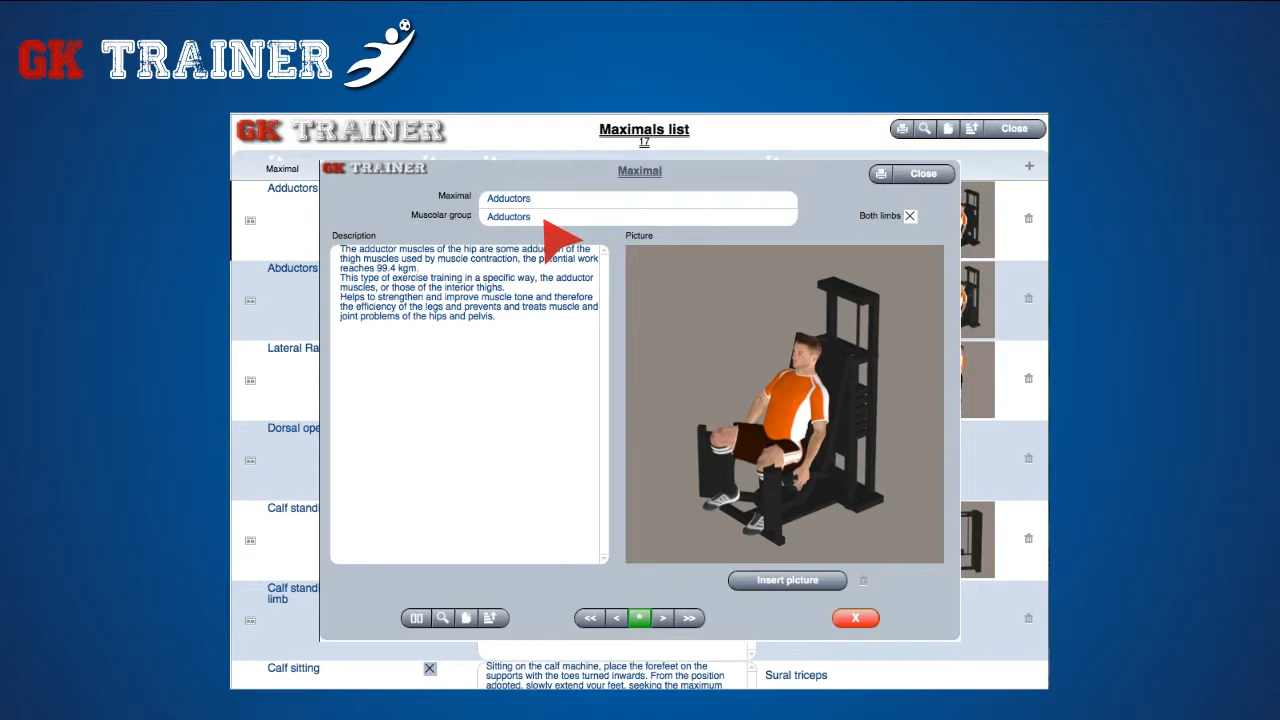 GK TRAINER
GK TRAINER
Maximals list
17
Close
Maximal
GK TRAINER
Maximal
Close
Maximal
Adductors
Muscolar group
Adductors
Both limbs
Description
Picture
The adductor muscles of the hip are some of the
thigh muscles used by muscle contraction, the work
reaches 99.4 kgm.
This type of exercise training in a specific way, the adductor
muscles, or those of the interior thighs.
Helps to strengthen and improve muscle tone and therefore
the efficiency of the legs and prevents and treats muscle and
joint problems of the hips and pelvis.
Insert picture
<< < * > >>
X
Adductors
Abductors
Lateral Ra
Dorsal ope
Calf standi
Calf standi
limb
Calf sitting
Sitting on the calf machine, place the forefeet on the
supports with the toes turned inwards. From the position
adopted, slowly extend your feet, seeking the maximum
Sural triceps